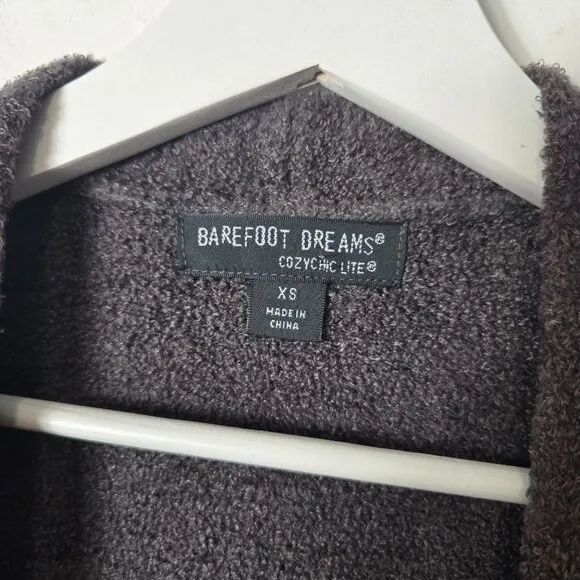 BAREFOOT DREAMS®
COZYCHIC LITE®
XS
MADE IN
CHINA